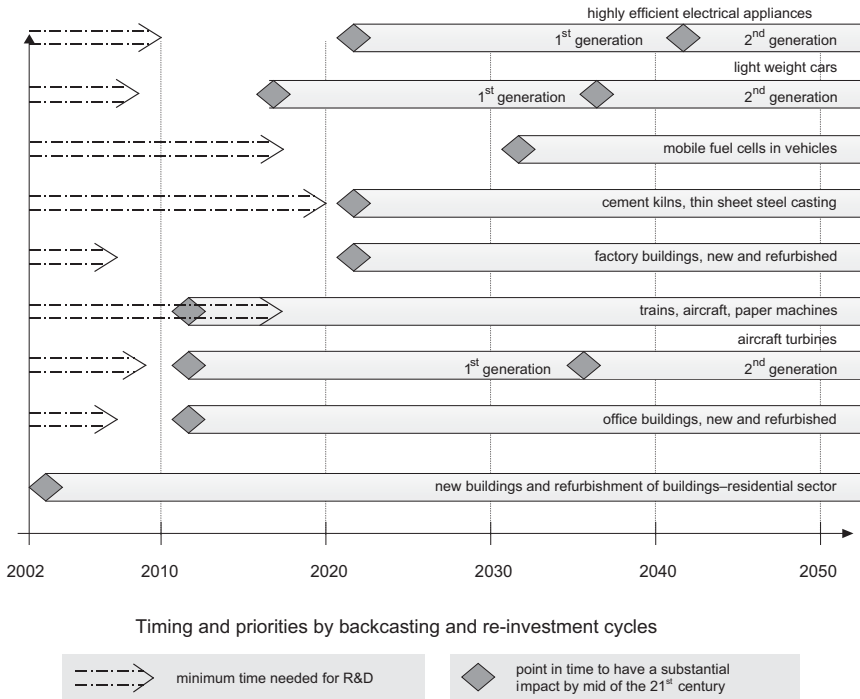 highly efficient electrical appliances
1st generation 2nd generation
light weight cars
1st generation 2nd generation
mobile fuel cells in vehicles
cement kilns, thin sheet steel casting
factory buildings, new and refurbished
trains, aircraft, paper machines
aircraft turbines
1st generation 2nd generation
office buildings, new and refurbished
new buildings and refurbishment of buildings–residential sector
2002 2010 2020 2030 2040 2050
Timing and priorities by backcasting and re-investment cycles
minimum time needed for R&D
point in time to have a substantial
impact by mid of the 21st century